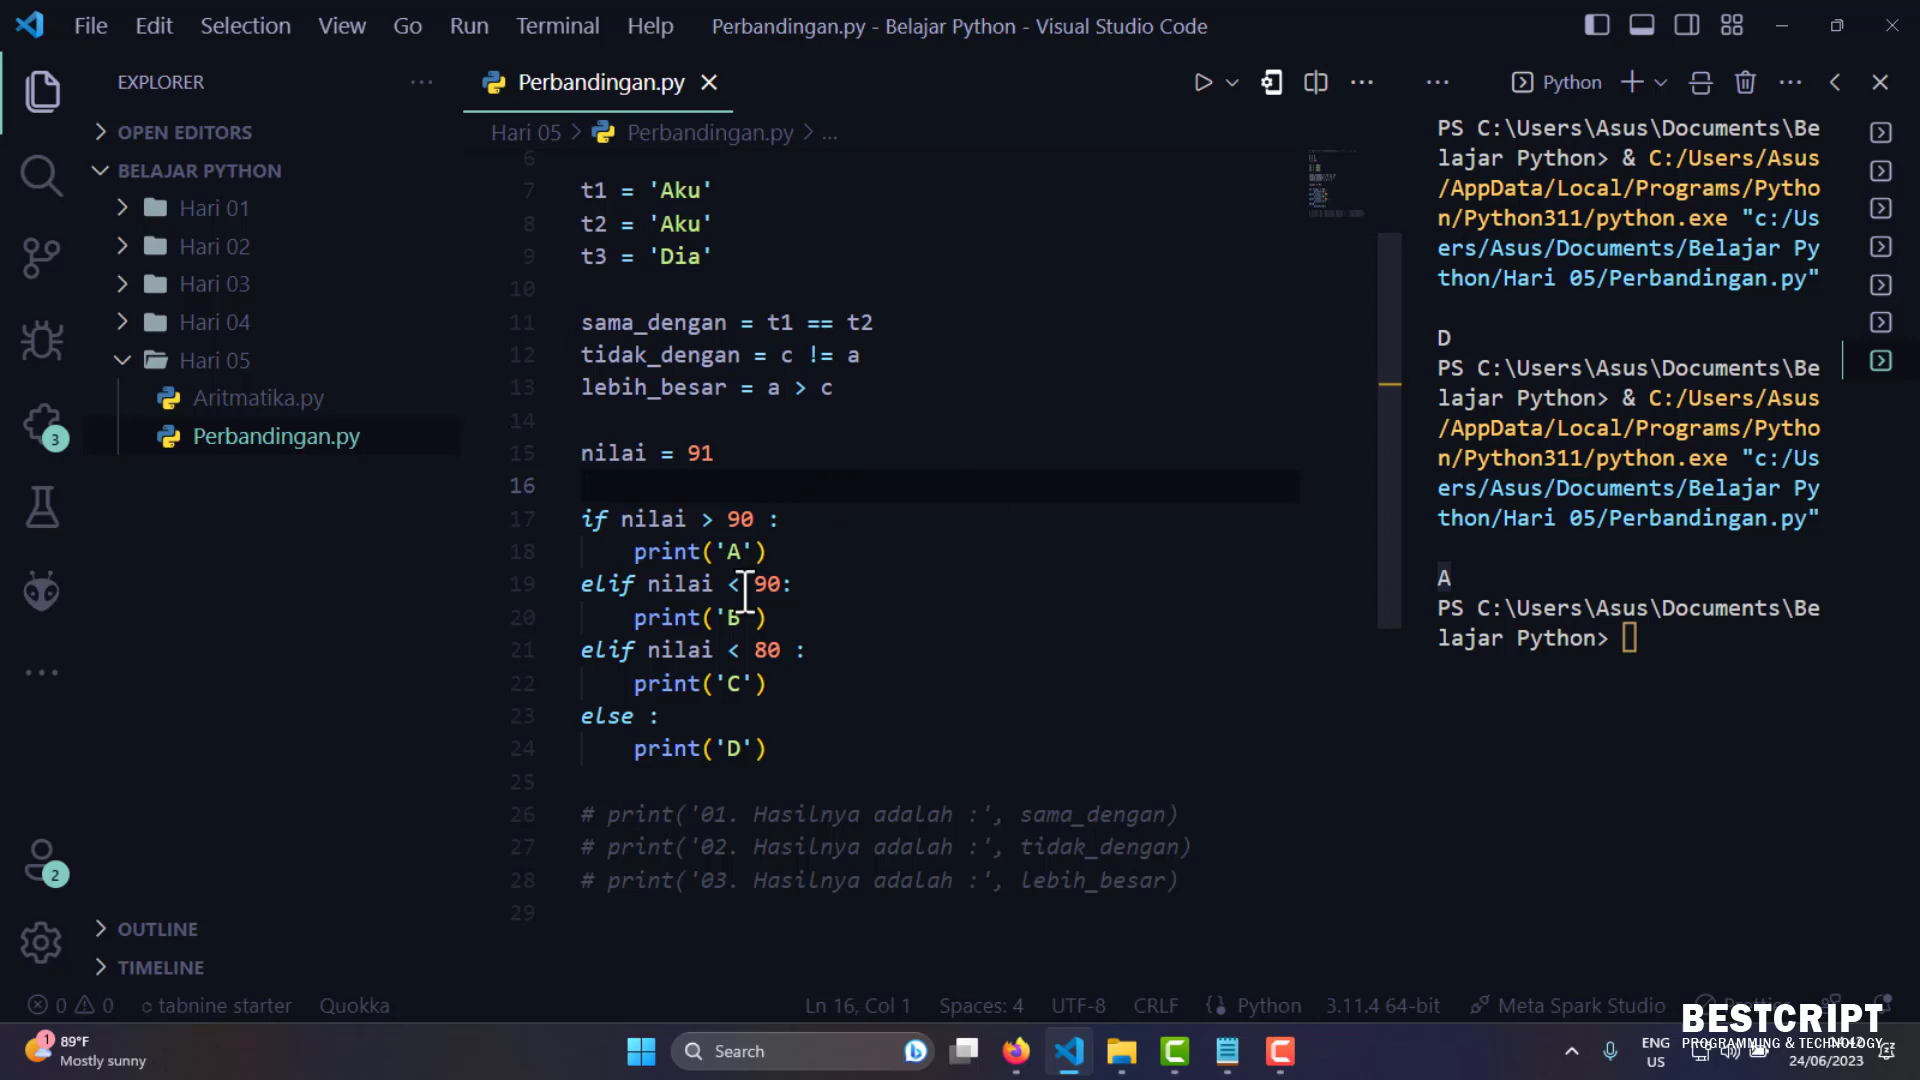 File Edit Selection View Go Run Terminal Help Perbandingan.py - Belajar Python - Visual Studio Code
EXPLORER
OPEN EDITORS
BELAJAR PYTHON
Hari 01
Hari 02
Hari 03
Hari 04
Hari 05
Aritmatika.py
Perbandingan.py
3
2
OUTLINE
TIMELINE
Perbandingan.py
Hari 05 > Perbandingan.py > ...
6
7 t1 = 'Aku'
8 t2 = 'Aku'
9 t3 = 'Dia'
10
11 sama_dengan = t1 == t2
12 tidak_dengan = c != a
13 lebih_besar = a > c
14
15 nilai = 91
16
17 if nilai > 90 :
18 print('A')
19 elif nilai < 90:
20 print('B')
21 elif nilai < 80 :
22 print('C')
23 else :
24 print('D')
25
26 # print('01. Hasilnya adalah :', sama_dengan)
27 # print('02. Hasilnya adalah :', tidak_dengan)
28 # print('03. Hasilnya adalah :', lebih_besar)
29
Python
PS C:\Users\Asus\Documents\Be
lajar Python> & C:/Users/Asus
/AppData/Local/Programs/Pytho
n/Python311/python.exe "c:/Us
ers/Asus/Documents/Belajar Py
thon/Hari 05/Perbandingan.py"
D
PS C:\Users\Asus\Documents\Be
lajar Python> & C:/Users/Asus
/AppData/Local/Programs/Pytho
n/Python311/python.exe "c:/Us
ers/Asus/Documents/Belajar Py
thon/Hari 05/Perbandingan.py"
A
PS C:\Users\Asus\Documents\Be
lajar Python>
0 0 tabnine starter Quokka Ln 16, Col 1 Spaces: 4 UTF-8 CRLF Python 3.11.4 64-bit Meta Spark Studio
BESTCRIPT
PROGRAMMING & TECHNOLOGY
1
89°F
Mostly sunny
Search
ENG
US
24/06/2023